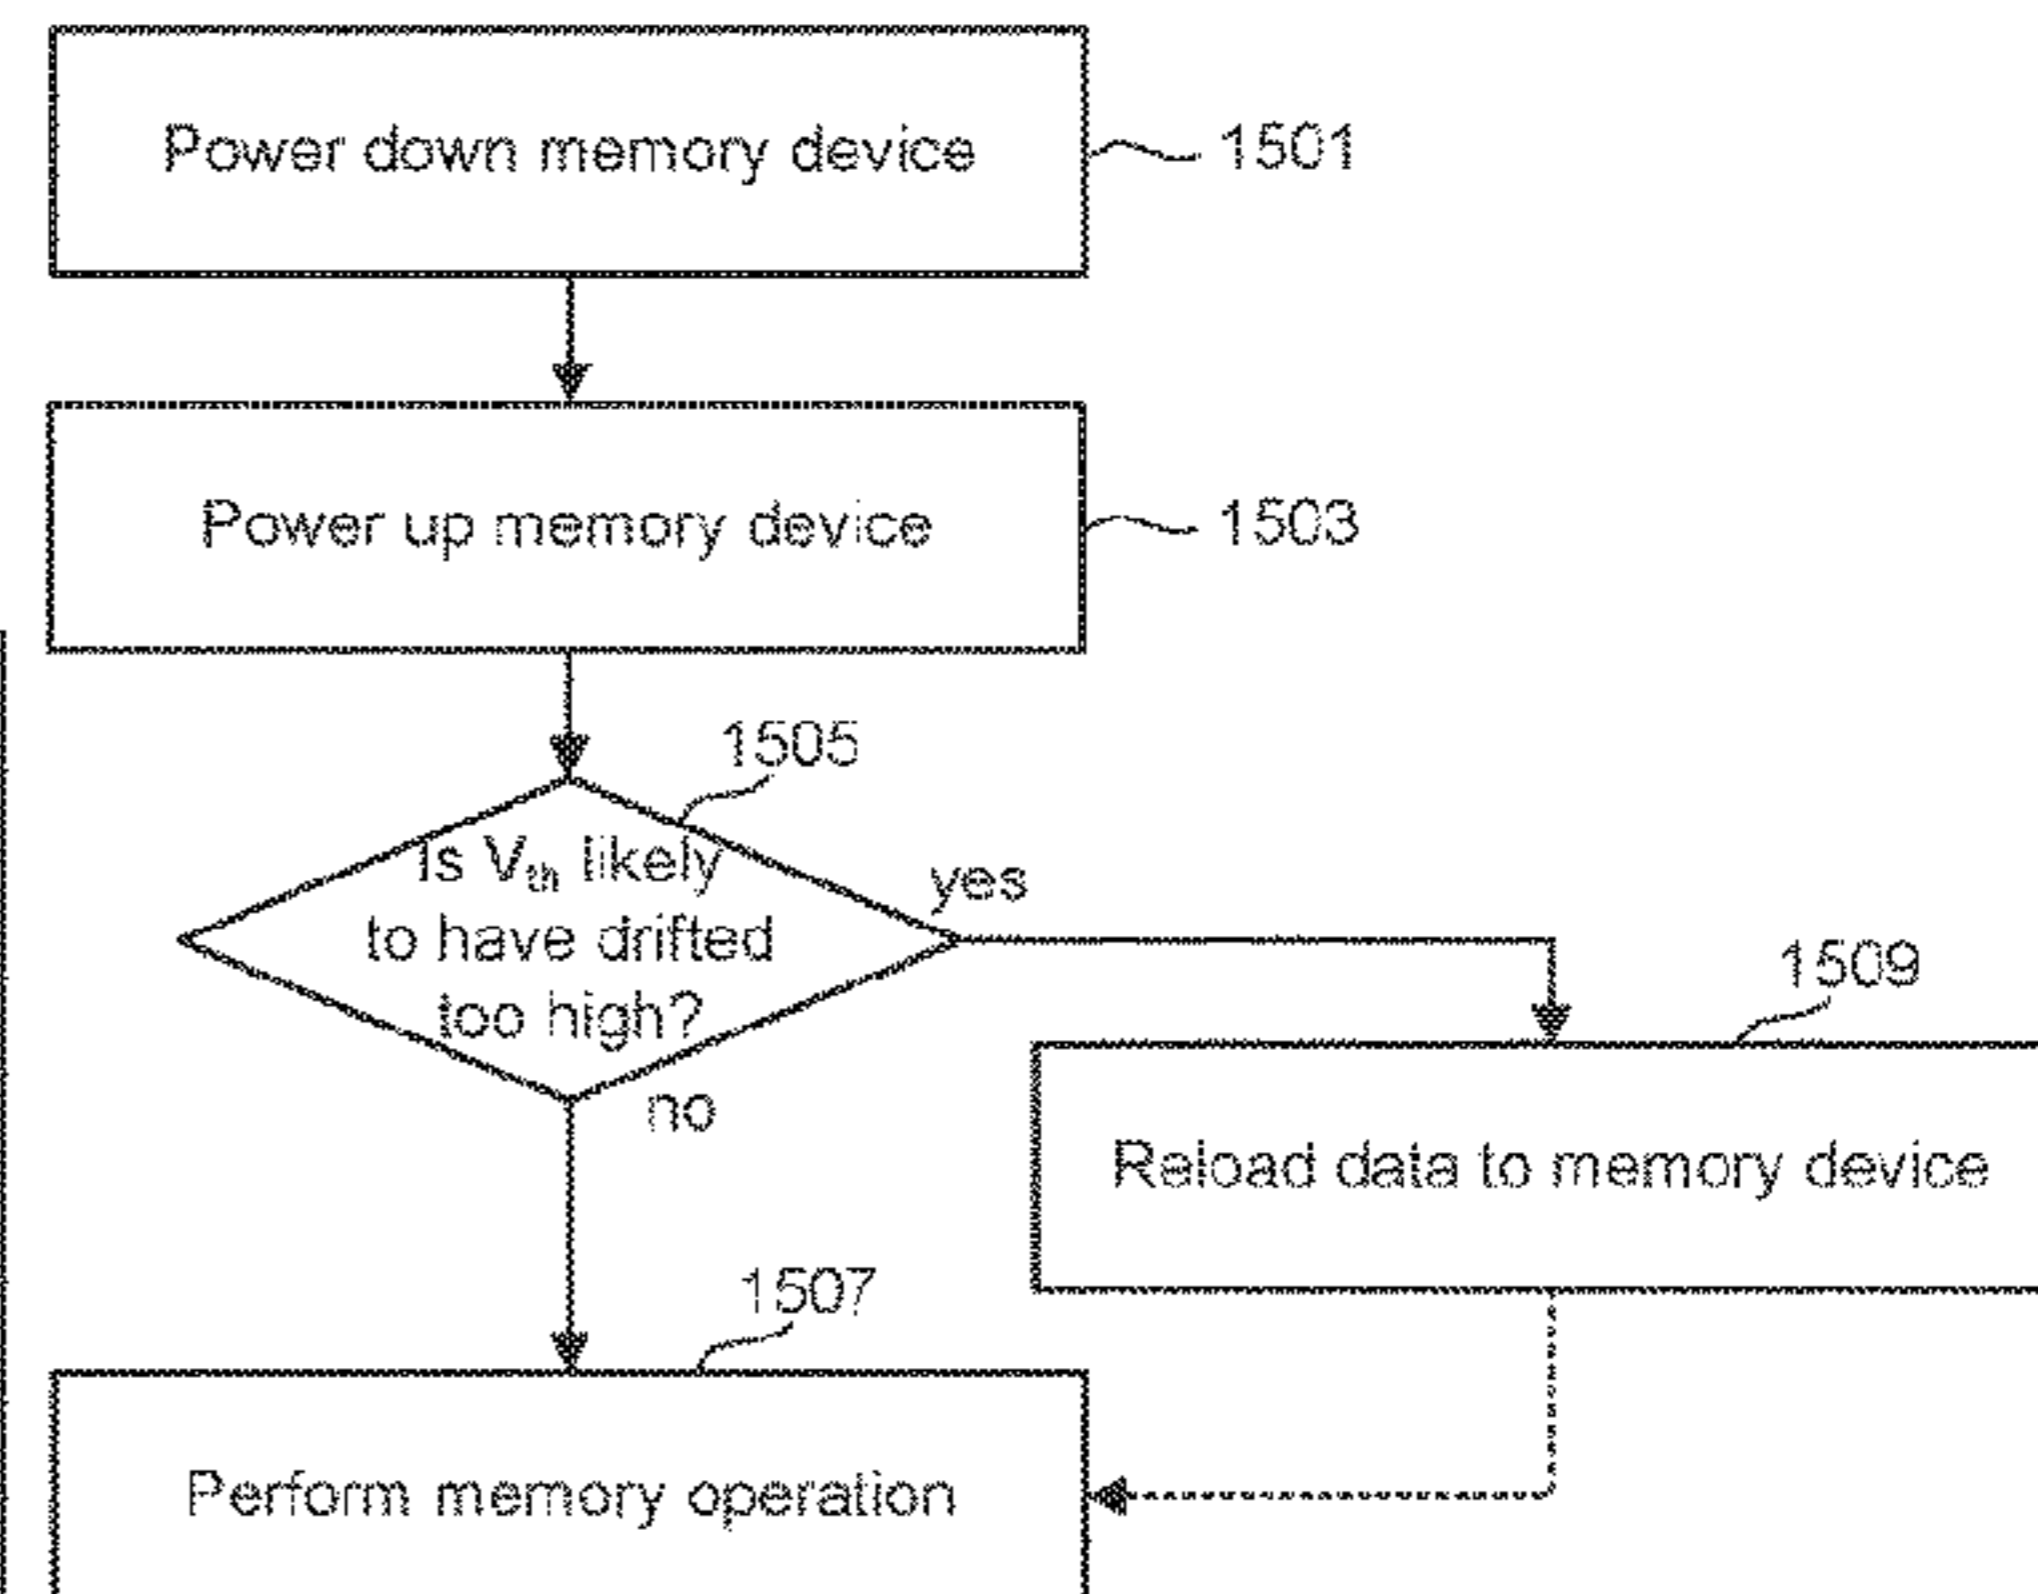 Power down memory device
1501
Power up memory device
1503
1505
Is Vth likely
to have drifted
too high?
yes
no
1509
Reload data to memory device
1507
Perform memory operation